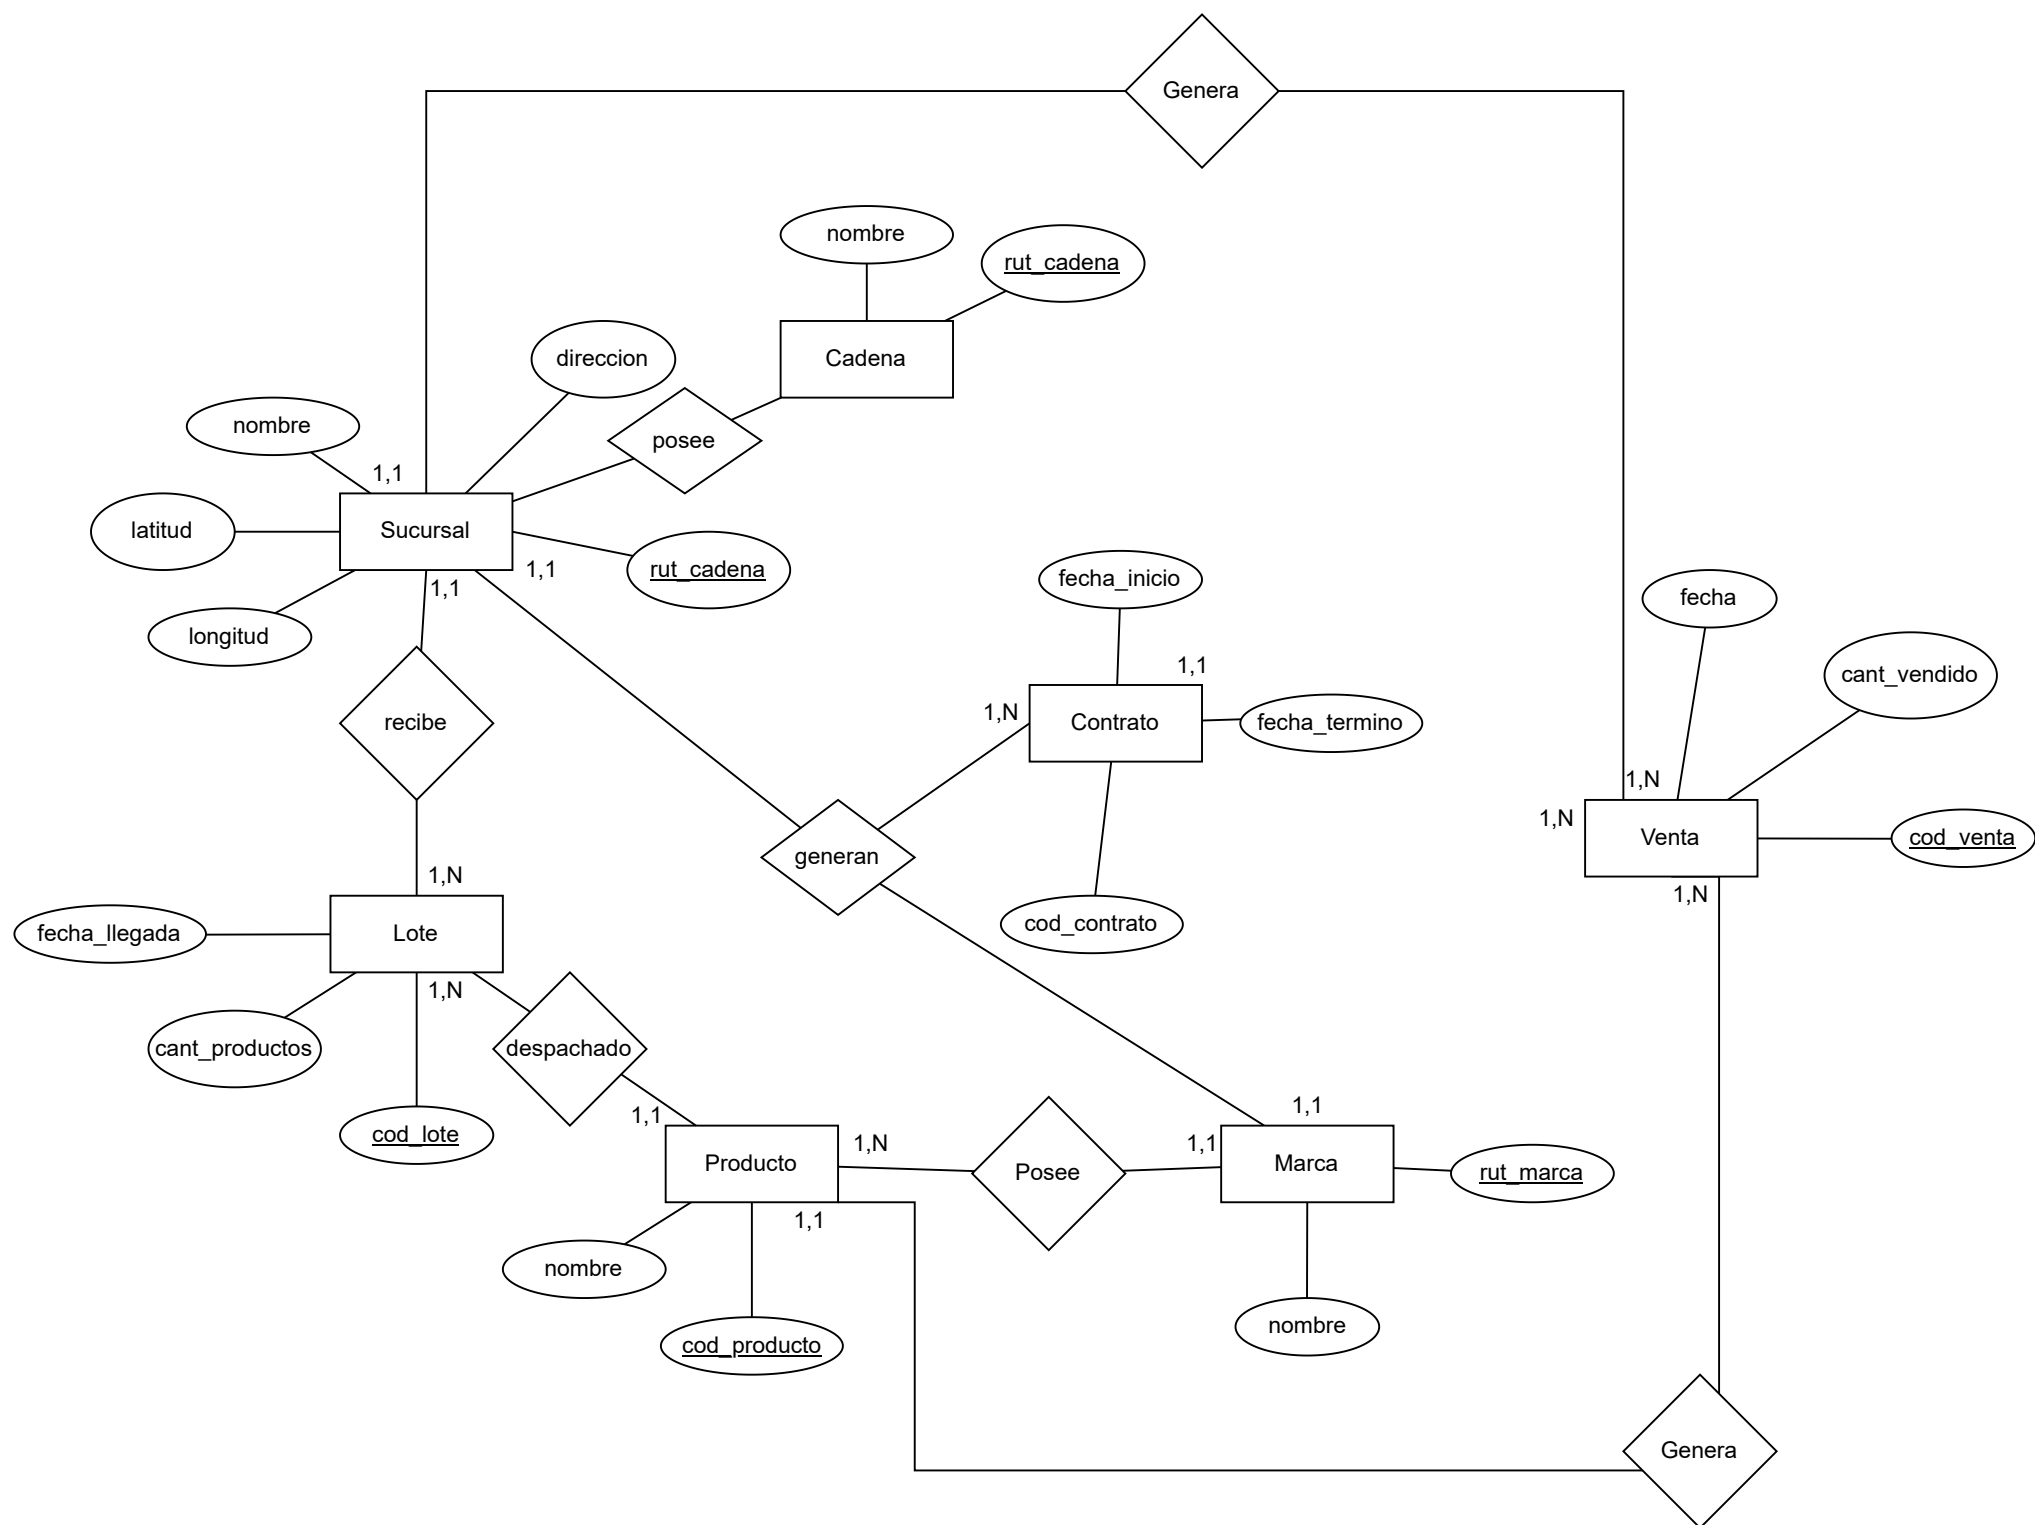 Genera
nombre
rut_cadena
Cadena
direccion
posee
nombre
1,1
latitud
Sucursal
1,1
1,1
rut_cadena
longitud
fecha_inicio
fecha
1,1
cant_vendido
1,N
Contrato
fecha_termino
recibe
1,N
1,N
Venta
cod_venta
generan
1,N
1,N
cod_contrato
fecha_llegada
Lote
1,N
cant_productos
despachado
cod_lote
1,1
1,1
Producto
1,N
Posee
1,1
Marca
rut_marca
1,1
nombre
nombre
cod_producto
Genera